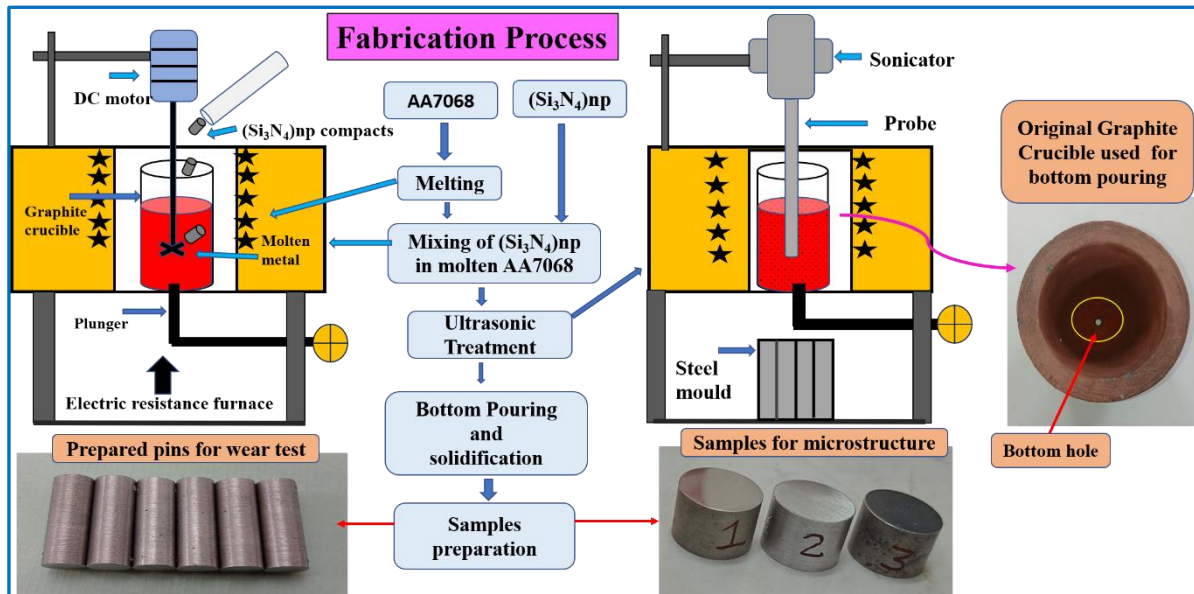 Fabrication Process
DC motor
(Si₃N₄)np compacts
Graphite
crucible
Molten
metal
Plunger
Electric resistance furnace
AA7068
(Si₃N₄)np
Melting
Mixing of (Si₃N₄)np
in molten AA7068
Ultrasonic
Treatment
Bottom Pouring
and
solidification
Samples
preparation
Sonicator
Probe
Steel
mould
Original Graphite
Crucible used for
bottom pouring
Bottom hole
Prepared pins for wear test
Samples for microstructure
1
2
3